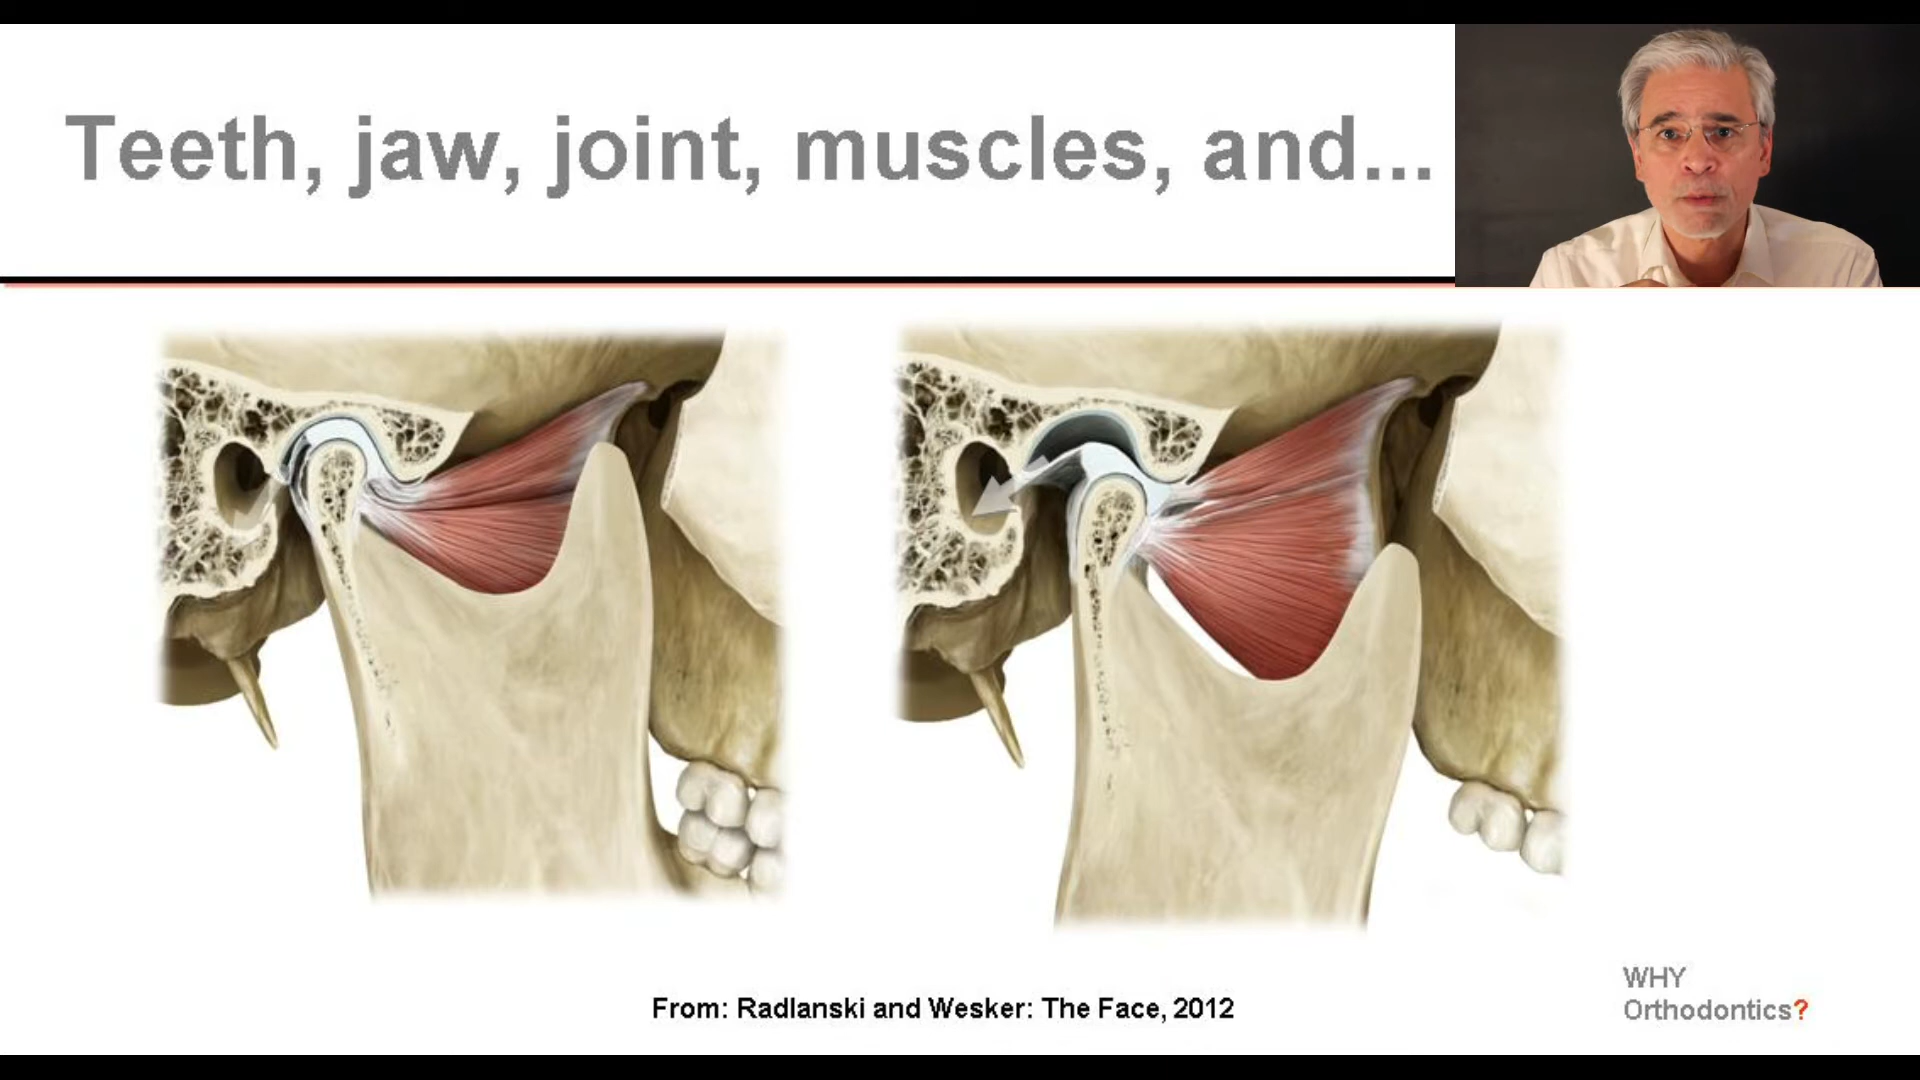 Teeth, jaw, joint, muscles, and...
From: Radlanski and Wesker: The Face, 2012
WHY
Orthodontics?